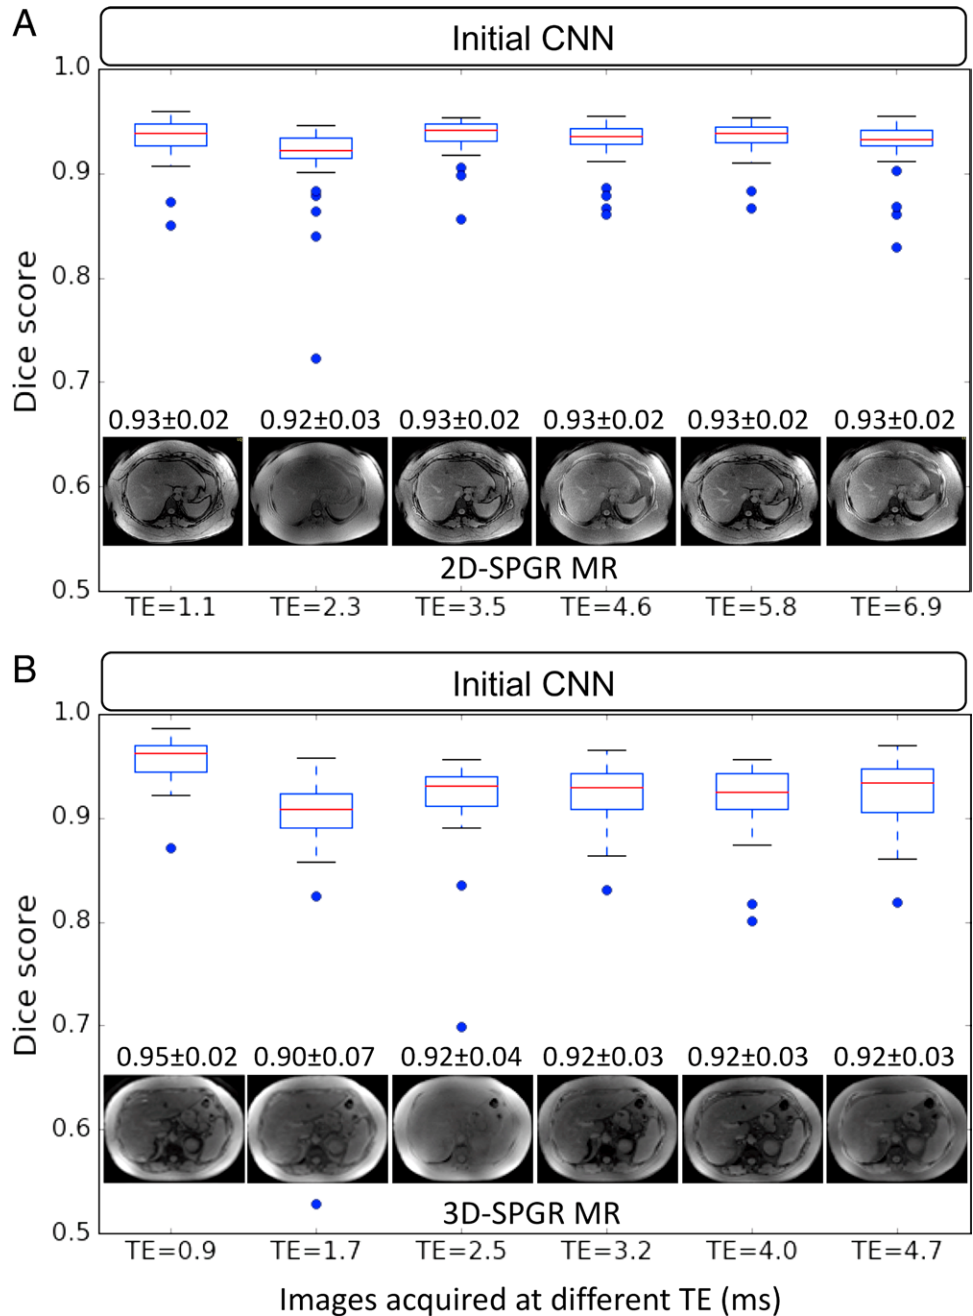 A
Initial CNN
1.0
0.9
0.8
0.7
0.6
0.5
Dice score
0.93±0.02 0.92±0.03 0.93±0.02 0.93±0.02 0.93±0.02 0.93±0.02
2D-SPGR MR
TE=1.1 TE=2.3 TE=3.5 TE=4.6 TE=5.8 TE=6.9
B
Initial CNN
1.0
0.9
0.8
0.7
0.6
0.5
Dice score
0.95±0.02 0.90±0.07 0.92±0.04 0.92±0.03 0.92±0.03 0.92±0.03
3D-SPGR MR
TE=0.9 TE=1.7 TE=2.5 TE=3.2 TE=4.0 TE=4.7
Images acquired at different TE (ms)